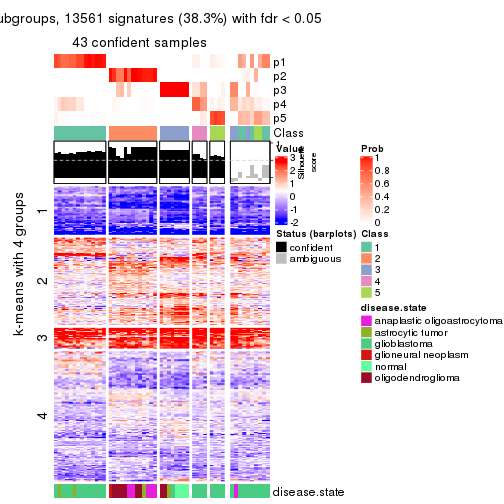 ubgroups, 13561 signatures (38.3%) with fdr < 0.05
43 confident samples
p1
p2
p3
p4
p5
Class
Silhouette
score
1
k-means with 4 groups
1
2
3
4
disease.state
Value
3
2
1
0
-1
-2
Status (barplots)
confident
ambiguous
Prob
1
0.8
0.6
0.4
0.2
0
Class
1
2
3
4
5
disease.state
anaplastic oligoastrocytoma
astrocytic tumor
glioblastoma
glioneural neoplasm
normal
oligodendroglioma